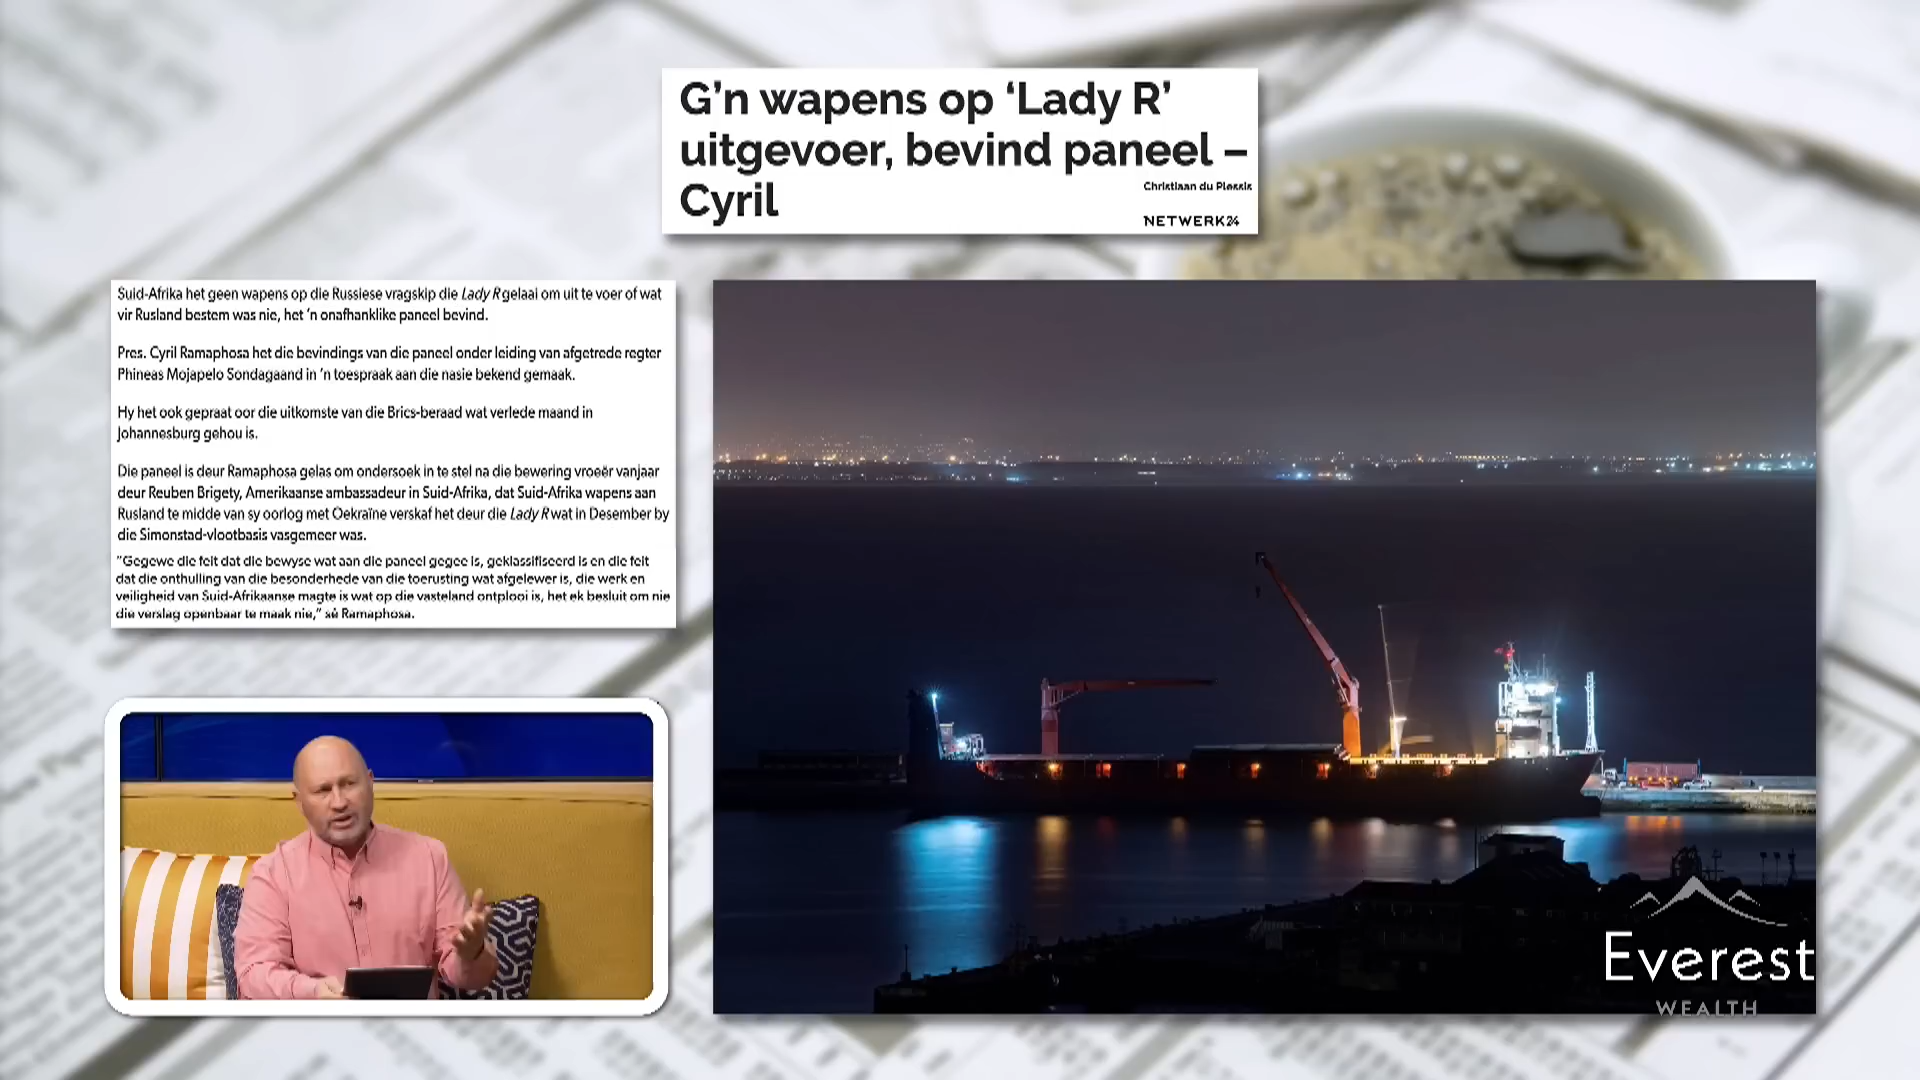 G’n wapens op ‘Lady R’
uitgevoer, bevind paneel –
Cyril
Christiaan du Plessis
NETWERK24
Suid-Afrika het geen wapens op die Russiese vragskip die Lady R gelaai om uit te voer of wat
vir Rusland bestem was nie, het ’n onafhanklike paneel bevind.
Pres. Cyril Ramaphosa het die bevindings van die paneel onder leiding van afgetrede regter
Phineas Mojapelo Sondagaand in ’n toespraak aan die nasie bekend gemaak.
Hy het ook gepraat oor die uitkomste van die Brics-beraad wat verlede maand in
Johannesburg gehou is.
Die paneel is deur Ramaphosa gelas om ondersoek in te stel na die bewering vroeër vanjaar
deur Reuben Brigety, Amerikaanse ambassadeur in Suid-Afrika, dat Suid-Afrika wapens aan
Rusland te midde van sy oorlog met Oekraïne verskaf het deur die Lady R wat in Desember by
die Simonstad-vlootbasis vasgemeer was.
“Gegewe die feit dat die bewyse wat aan die paneel gegee is, geklassifiseerd is en die feit
dat die onthulling van die besonderhede van die toerusting wat afgelewer is, die werk en
veiligheid van Suid-Afrikaanse magte is wat op die vasteland ontplooi is, het ek besluit om nie
die verslag openbaar te maak nie,” sê Ramaphosa.
Everest
WEALTH